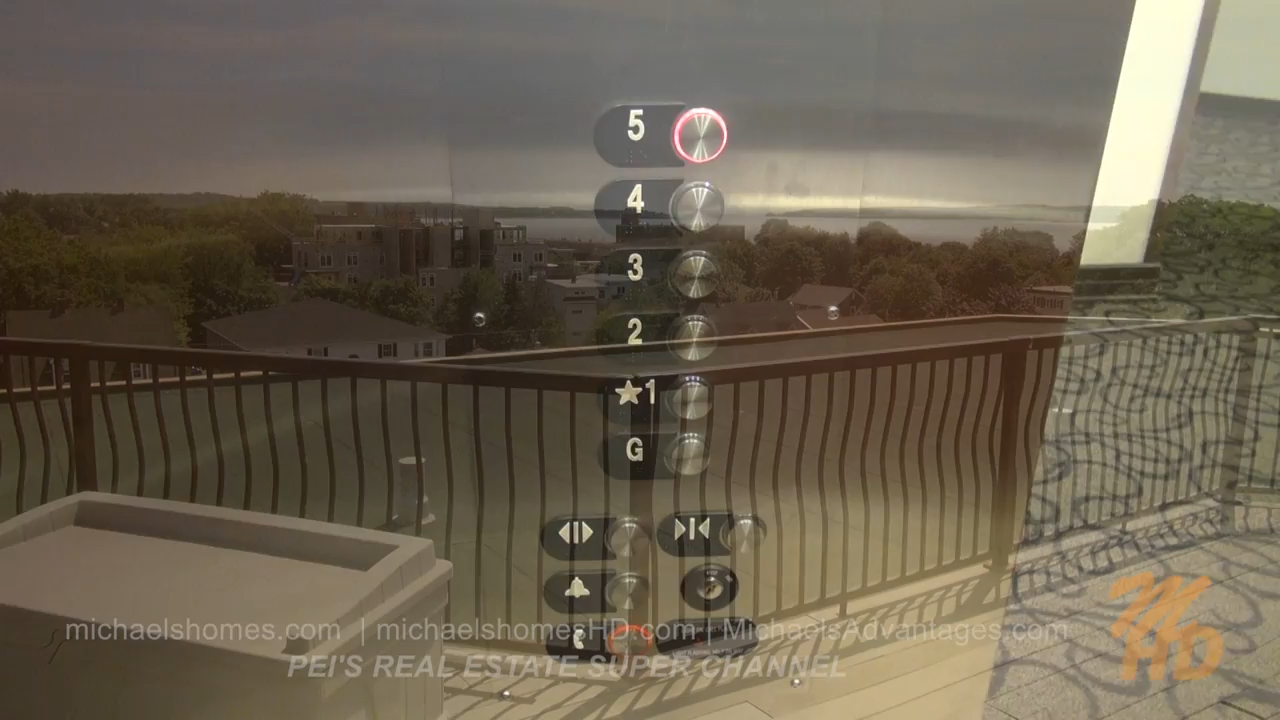 5
4
3
2
★1
G
michaelshomes.com | michaelshomesHD.com | MichaelsAdvantages.com
PEI'S REAL ESTATE SUPER CHANNEL
MHD